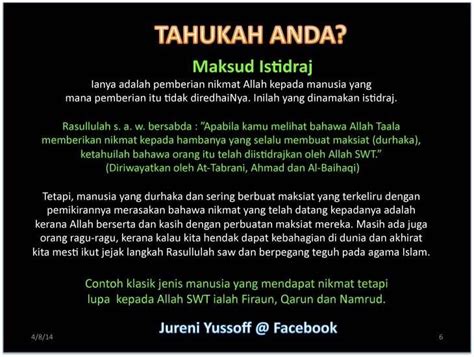 TAHUKAH ANDA?
Maksud Istidraj
Ianya adalah pemberian nikmat Allah kepada manusia yang
mana pemberian itu tidak diredhaiNya. Inilah yang dinamakan istidraj.
Rasullulah s. a. w. bersabda : "Apabila kamu melihat bahawa Allah Taala
memberikan nikmat kepada hambanya yang selalu membuat maksiat (durhaka),
ketahuilah bahawa orang itu telah diistidrajkan oleh Allah SWT."
(Diriwayatkan oleh At-Tabrani, Ahmad dan Al-Baihaqi)
Tetapi, manusia yang durhaka dan sering berbuat maksiat yang terkeliru dengan
pemikirannya merasakan bahawa nikmat yang telah datang kepadanya adalah
kerana Allah berserta dan kasih dengan perbuatan maksiat mereka. Masih ada juga
orang ragu-ragu, kerana kalau kita hendak dapat kebahagian di dunia dan akhirat
kita mesti ikut jejak langkah Rasullulah saw dan berpegang teguh pada agama Islam.
Contoh klasik jenis manusia yang mendapat nikmat tetapi
lupa kepada Allah SWT ialah Firaun, Qarun dan Namrud.
4/8/14
Jureni Yussoff @ Facebook
6